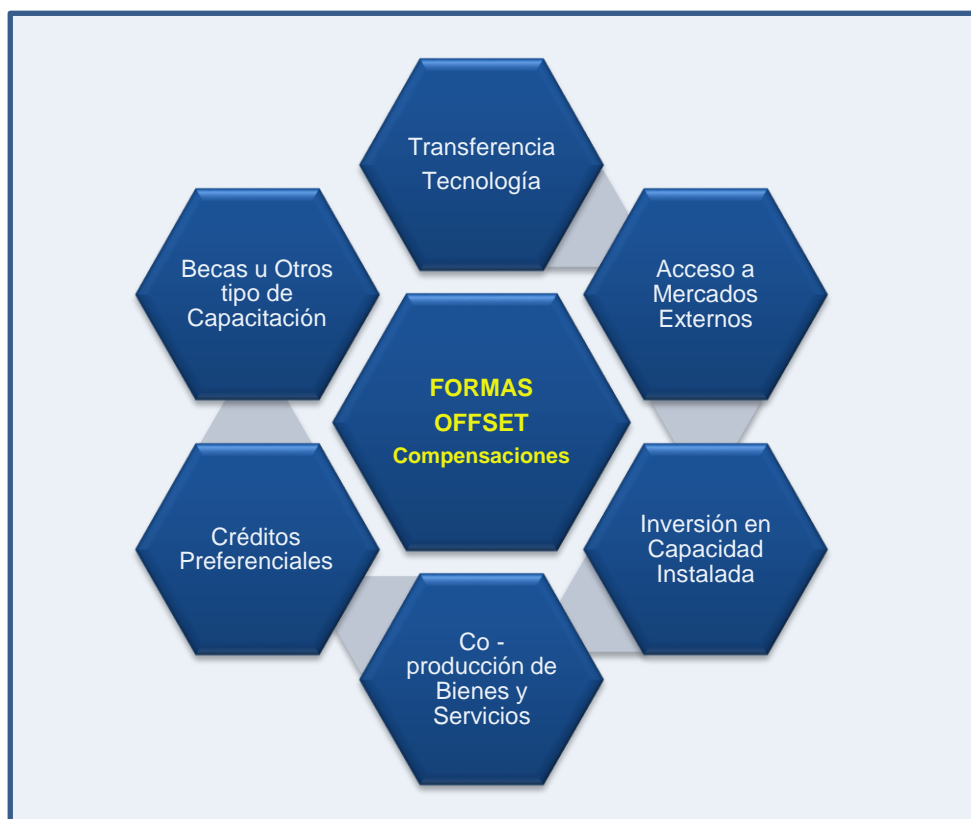 Transferencia
Tecnología
Becas u Otros
tipo de
Capacitación
Acceso a
Mercados
Externos
FORMAS
OFFSET
Compensaciones
Créditos
Preferenciales
Inversión en
Capacidad
Instalada
Co -
producción de
Bienes y
Servicios